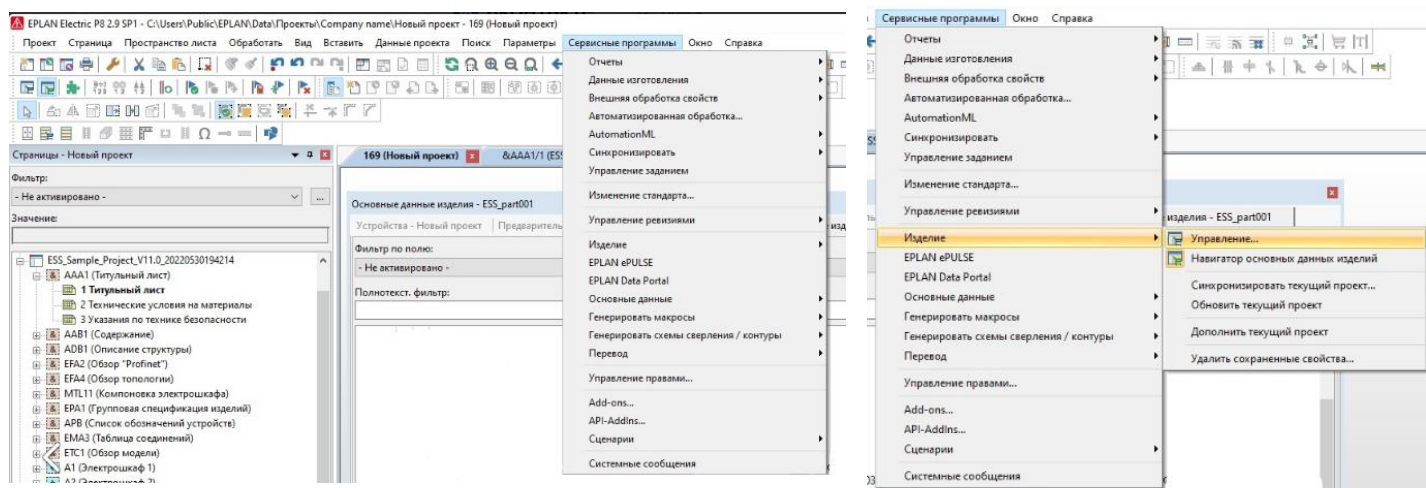 EPLAN Electric P8 2.9 SP1 - C:\Users\Public\EPLAN\Data\Проекты\Company name\Новый проект - 169 (Новый проект)
Проект Страница Пространство листа Обработать Вид Вставить Данные проекта Поиск Параметры Сервисные программы Окно Справка
Страницы - Новый проект
Фильтр:
- Не активировано -
...
Значение:
ESS_Sample_Project_V11.0_20220530194214
AAA1 (Титульный лист)
1 Титульный лист
2 Технические условия на материалы
3 Указания по технике безопасности
AAB1 (Содержание)
ADB1 (Описание структуры)
EFA2 (Обзор "Profinet")
EFA4 (Обзор топологии)
MTL11 (Компоновка электрошкафа)
EPA1 (Групповая спецификация изделий)
APB (Список обозначений устройств)
EMA3 (Таблица соединений)
ETC1 (Обзор модели)
A1 (Электрошкаф 1)
A2 (Электрошкаф 2)
169 (Новый проект)
&AAA1/1 (ESS
Основные данные изделия - ESS_part001
Устройства - Новый проект
Предваритель
Фильтр по полю:
- Не активировано -
Полнотекст. фильтр:
Отчеты
Данные изготовления
Внешняя обработка свойств
Автоматизированная обработка...
AutomationML
Синхронизировать
Управление заданием
Изменение стандарта...
Управление ревизиями
Изделие
EPLAN ePULSE
EPLAN Data Portal
Основные данные
Генерировать макросы
Генерировать схемы сверления / контуры
Перевод
Управление правами...
Add-ons...
API-AddIns...
Сценарии
Системные сообщения
изд
Сервисные программы Окно Справка
Отчеты
Данные изготовления
Внешняя обработка свойств
Автоматизированная обработка...
AutomationML
Синхронизировать
Управление заданием
Изменение стандарта...
Управление ревизиями
Изделие
EPLAN ePULSE
EPLAN Data Portal
Основные данные
Генерировать макросы
Генерировать схемы сверления / контуры
Перевод
Управление правами...
Add-ons...
API-AddIns...
Сценарии
Системные сообщения
изделия - ESS_part001
Управление...
Навигатор основных данных изделий
Синхронизировать текущий проект...
Обновить текущий проект
Дополнить текущий проект
Удалить сохраненные свойства...